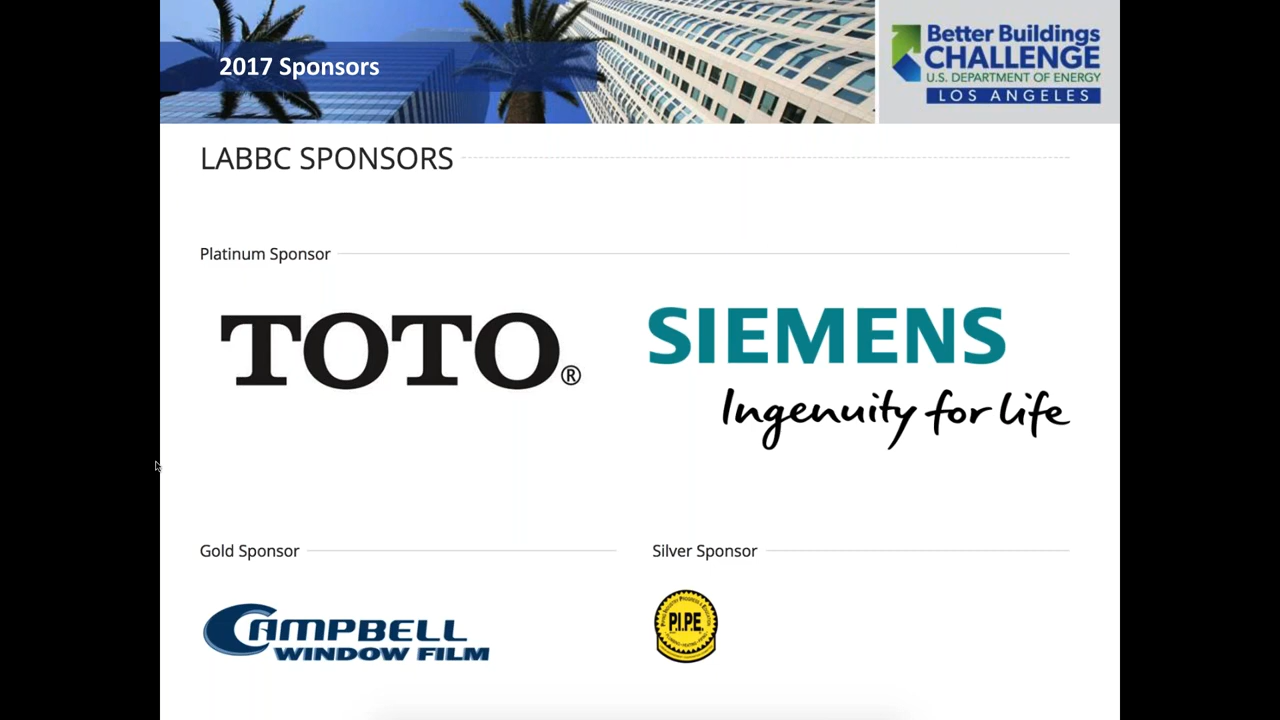 2017 Sponsors
Better Buildings
CHALLENGE
U.S. DEPARTMENT OF ENERGY
LOS ANGELES
LABBC SPONSORS
Platinum Sponsor
TOTO®
SIEMENS
Ingenuity for life
Gold Sponsor
Silver Sponsor
CAMPBELL
WINDOW FILM
P.I.P.E.